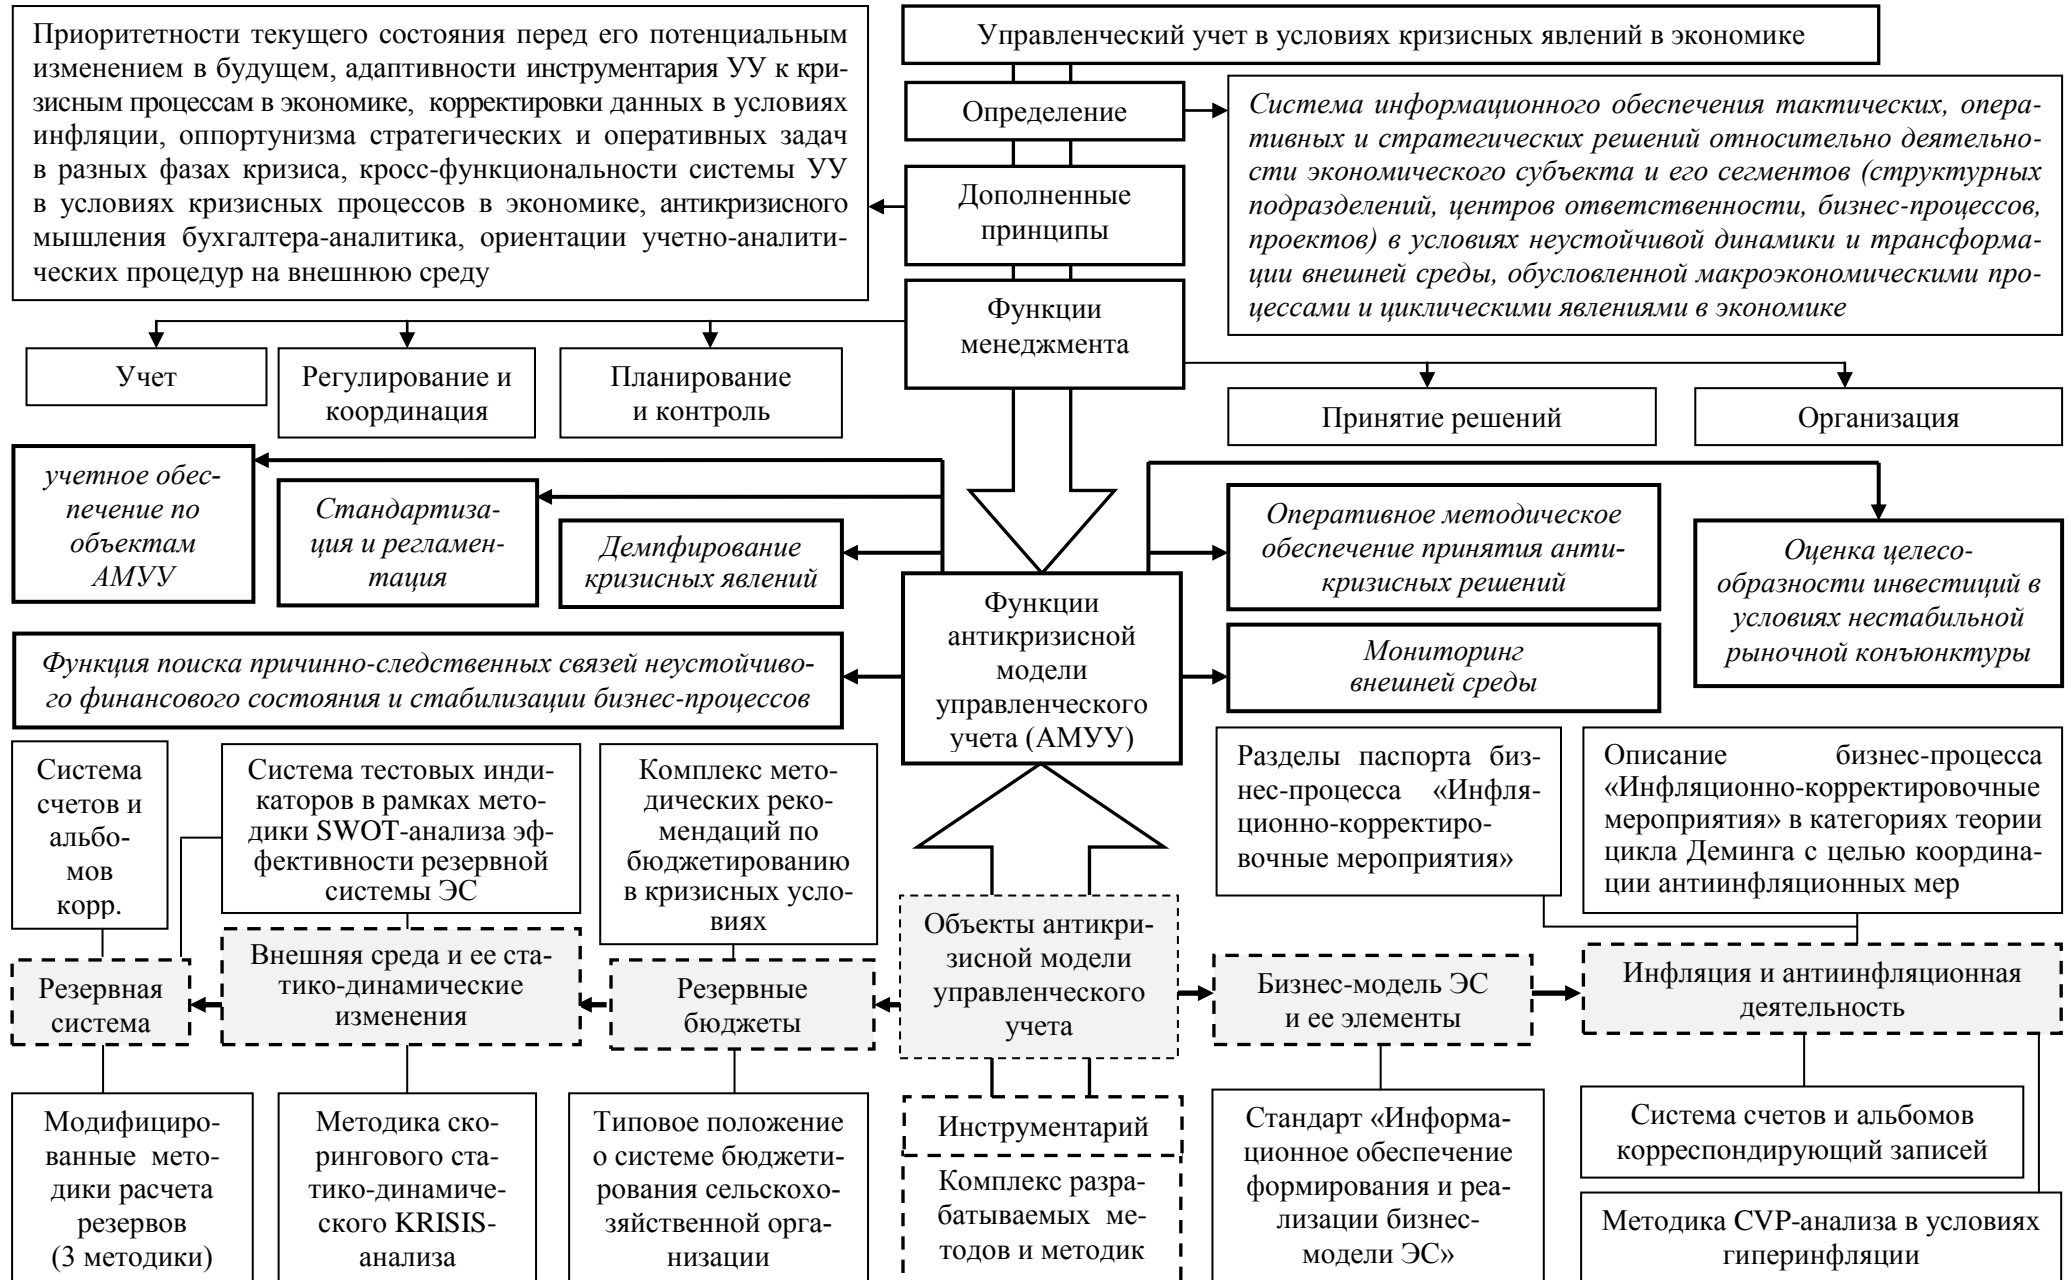 Управленческий учет в условиях кризисных явлений в экономике
Приоритетности текущего состояния перед его потенциальным
изменением в будущем, адаптивности инструментария УУ к кри-
зисным процессам в экономике, корректировки данных в условиях
инфляции, оппортунизма стратегических и оперативных задач
в разных фазах кризиса, кросс-функциональности системы УУ
в условиях кризисных процессов в экономике, антикризисного
мышления бухгалтера-аналитика, ориентации учетно-аналити-
ческих процедур на внешнюю среду
Определение
Дополненные
принципы
Функции
менеджмента
Система информационного обеспечения тактических, опера-
тивных и стратегических решений относительно деятельно-
сти экономического субъекта и его сегментов (структурных
подразделений, центров ответственности, бизнес-процессов,
проектов) в условиях неустойчивой динамики и трансформа-
ции внешней среды, обусловленной макроэкономическими про-
цессами и циклическими явлениями в экономике
Учет
Регулирование и
координация
Планирование
и контроль
Принятие решений
Организация
учетное обес-
печение по
объектам
АМУУ
Стандартиза-
ция и регламен-
тация
Демпфирование
кризисных явлений
Оперативное методическое
обеспечение принятия анти-
кризисных решений
Оценка целесо-
образности инвестиций в
условиях нестабильной
рыночной конъюнктуры
Функции
антикризисной
модели
управленческого
учета (АМУУ)
Функция поиска причинно-следственных связей неустойчиво-
го финансового состояния и стабилизации бизнес-процессов
Мониторинг
внешней среды
Система
счетов и
альбо-
мов
корр.
Система тестовых инди-
каторов в рамках мето-
дики SWOT-анализа эф-
фективности резервной
системы ЭС
Комплекс мето-
дических реко-
мендаций по
бюджетированию
в кризисных усло-
виях
Разделы паспорта биз-
нес-процесса «Инфля-
ционно-корректиро-
вочные мероприятия»
Описание бизнес-процесса
«Инфляционно-корректировочные
мероприятия» в категориях теории
цикла Деминга с целью координа-
ции антиинфляционных мер
Резервная
система
Внешняя среда и ее ста-
тико-динамические
изменения
Резервные
бюджеты
Объекты антикри-
зисной модели
управленческого
учета
Бизнес-модель ЭС
и ее элементы
Инфляция и антиинфляционная
деятельность
Модифициро-
ванные мето-
дики расчета
резервов
(3 методики)
Методика ско-
рингового ста-
тико-динамиче-
ского KRISIS-
анализа
Типовое положение
о системе бюджети-
рования сельскохо-
зяйственной орга-
низации
Инструментарий
Комплекс разра-
батываемых ме-
тодов и методик
Стандарт «Информа-
ционное обеспечение
формирования и реа-
лизации бизнес-
модели ЭС»
Система счетов и альбомов
корреспондирующий записей
Методика CVP-анализа в условиях
гиперинфляции